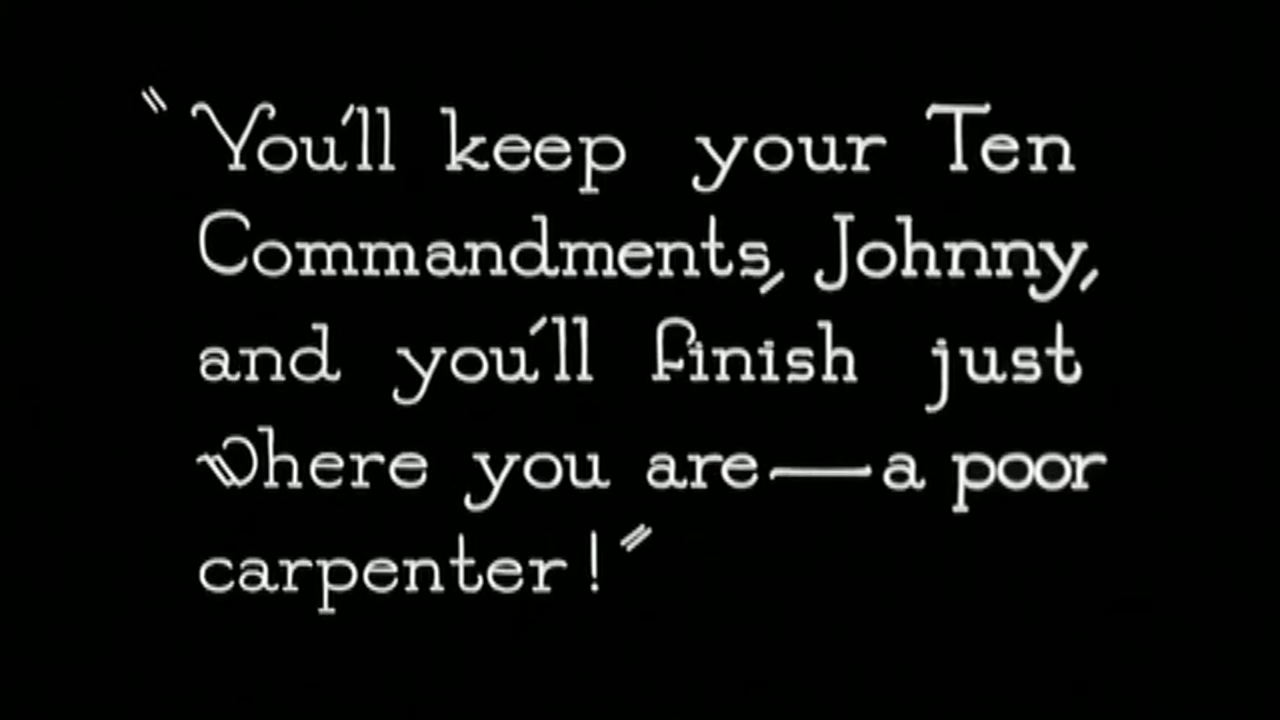 "You'll keep your Ten
Commandments, Johnny,
and you'll finish just
where you are—a poor
carpenter!"